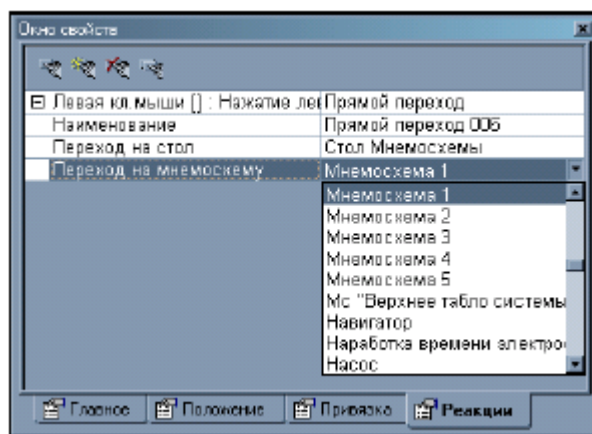 Окно свойств
Левая кл.мыши [] : Нажатие ле Прямой переход
Наименование Прямой переход 006
Переход на стол Стол Мнемосхемы
Переход на мнемосхему Мнемосхема 1
Мнемосхема 1
Мнемосхема 2
Мнемосхема 3
Мнемосхема 4
Мнемосхема 5
Мс "Верхнее табло системы
Навигатор
Наработка времени электро
Насос
Главное Положение Привязка Реакции